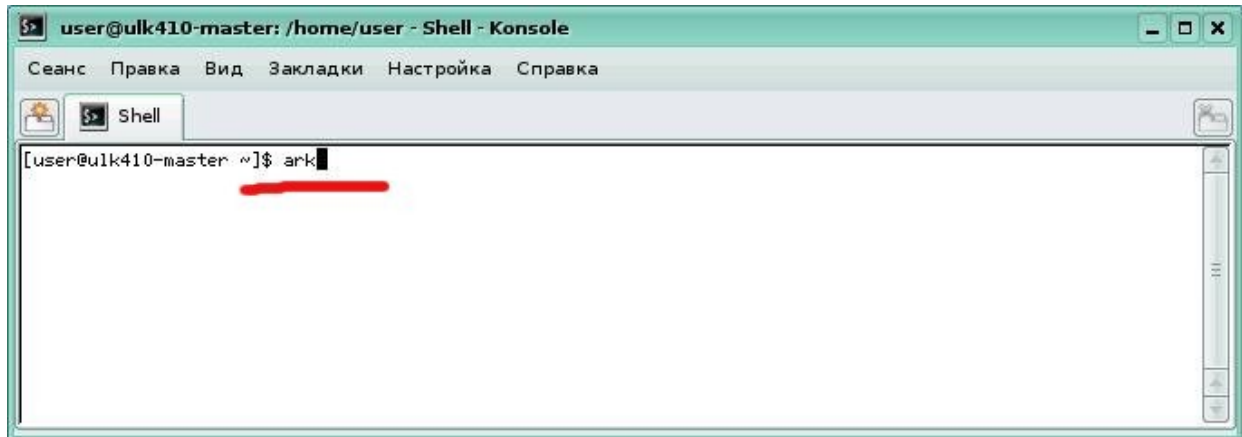 user@ulk410-master: /home/user - Shell - Konsole
Сеанс Правка Вид Закладки Настройка Справка
Shell
[user@ulk410-master ~]$ ark